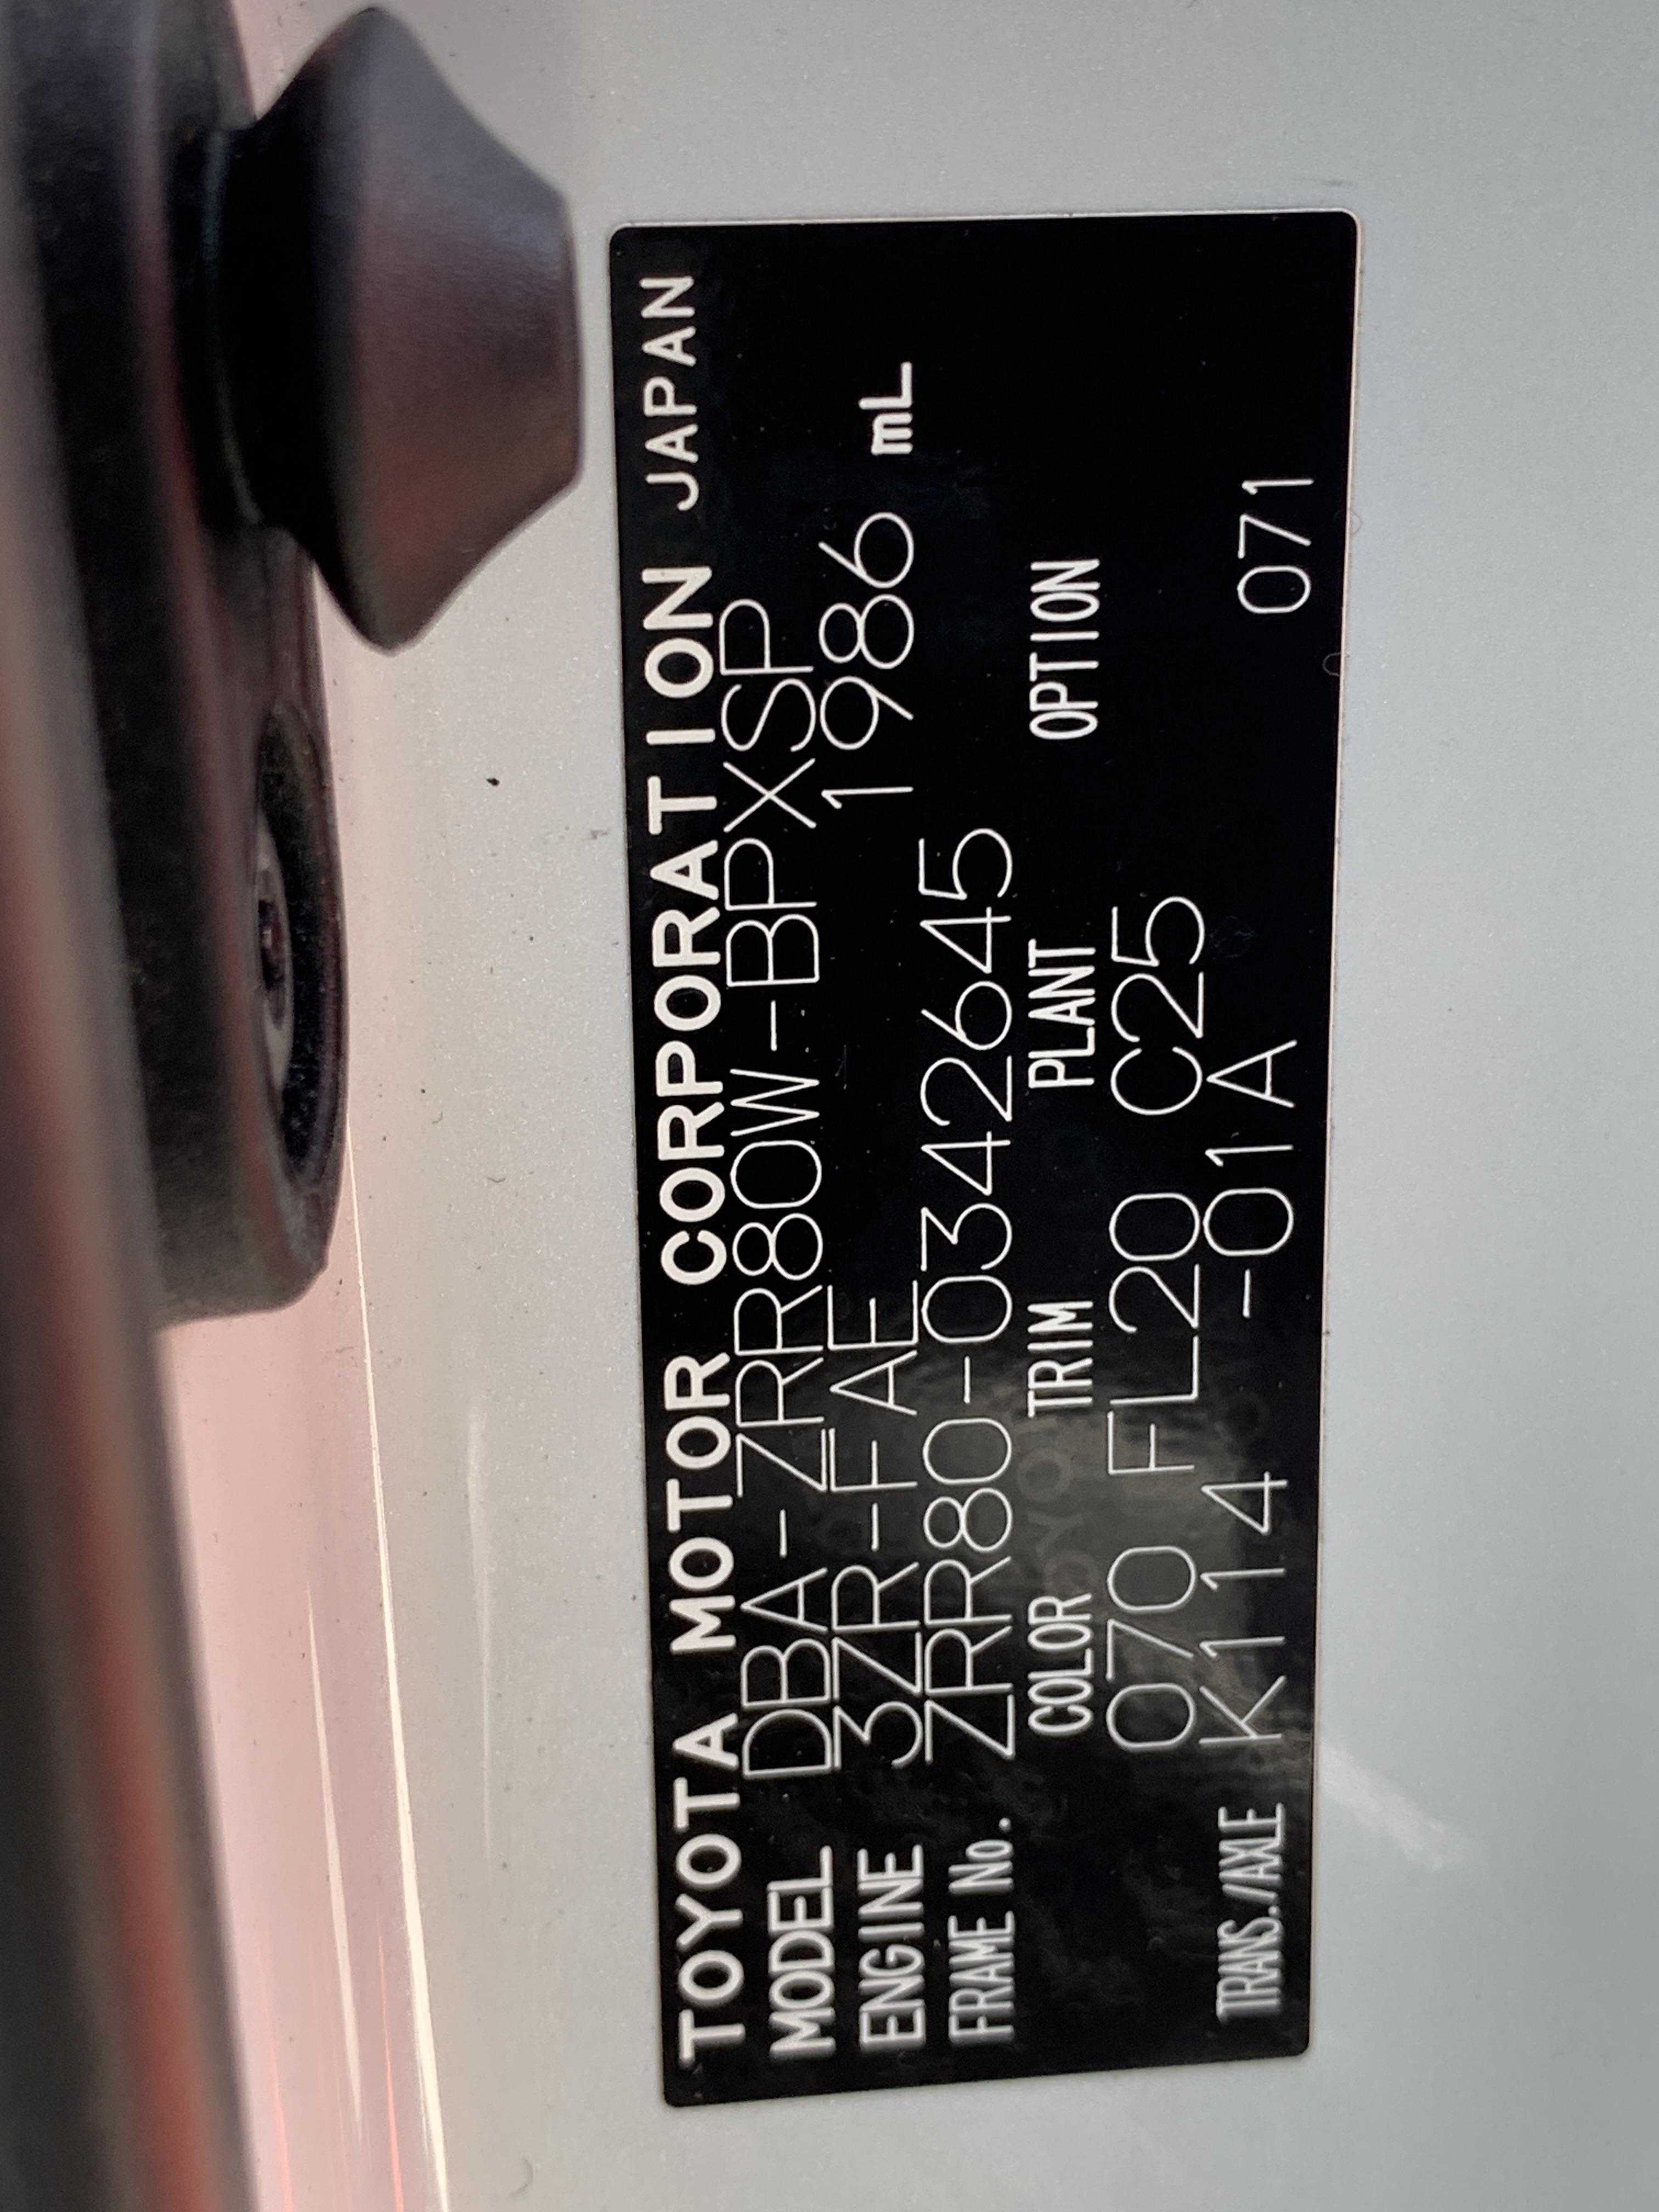 TOYOTA MOTOR CORPORATION JAPAN
MODEL DBA-ZRR80W-BPXSP
ENGINE 3ZR-FAE 1986 mL
FRAME No. ZRR80-0342645
COLOR TRIM PLANT OPTION
070 FL20 C25
TRANS./AXLE K114 -01A 071